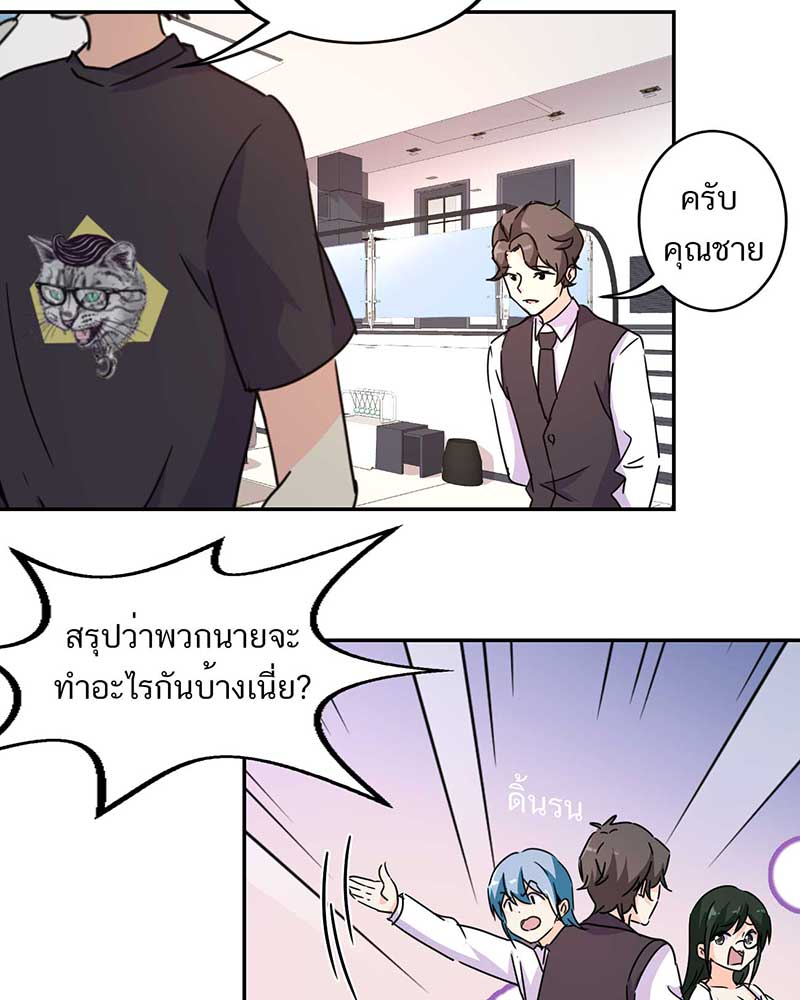 ครับ
คุณชาย
สรุปว่าพวกนายจะ
ทำอะไรกันบ้างเนี่ย?
ดิ้นรน